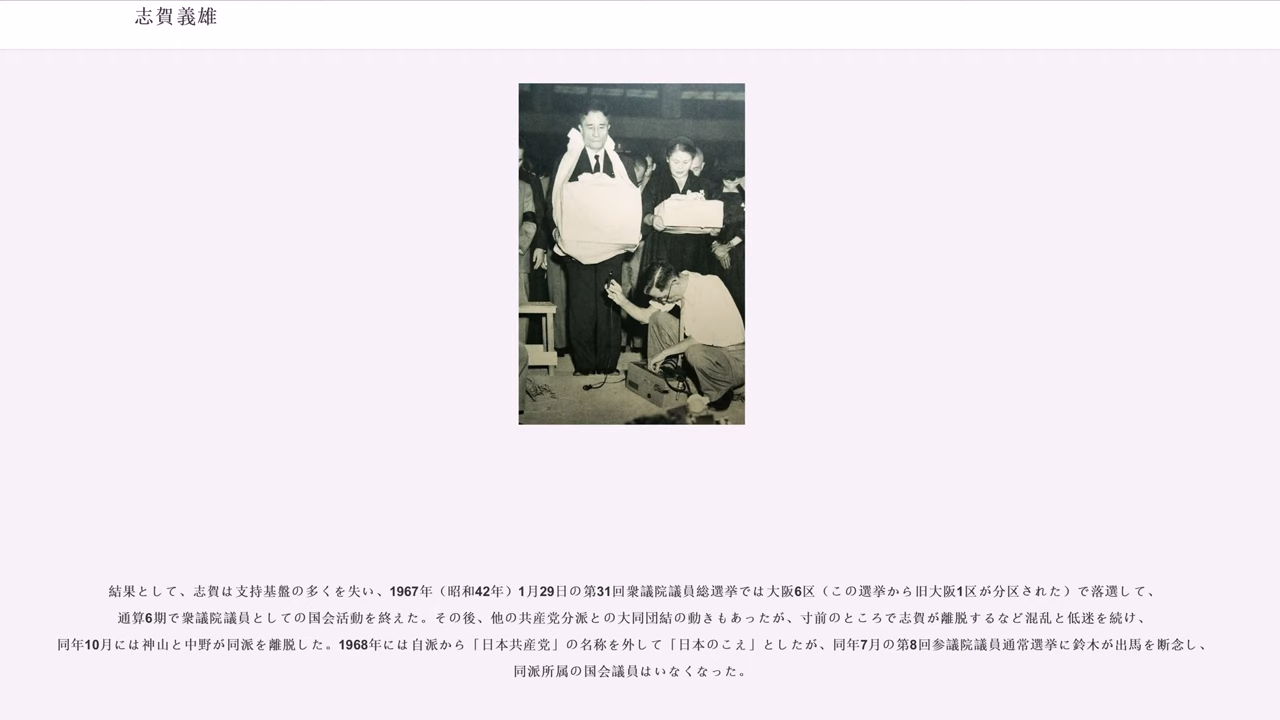 志賀義雄
結果として、志賀は支持基盤の多くを失い、1967年（昭和42年）1月29日の第31回衆議院議員総選挙では大阪6区（この選挙から旧大阪1区が分区された）で落選して、
通算6期で衆議院議員としての国会活動を終えた。その後、他の共産党分派との大同団結の動きもあったが、寸前のところで志賀が離脱するなど混乱と低迷を続け、
同年10月には神山と中野が同派を離脱した。1968年には自派から「日本共産党」の名称を外して「日本のこえ」としたが、同年7月の第8回参議院議員通常選挙に鈴木が出馬を断念し、
同派所属の国会議員はいなくなった。